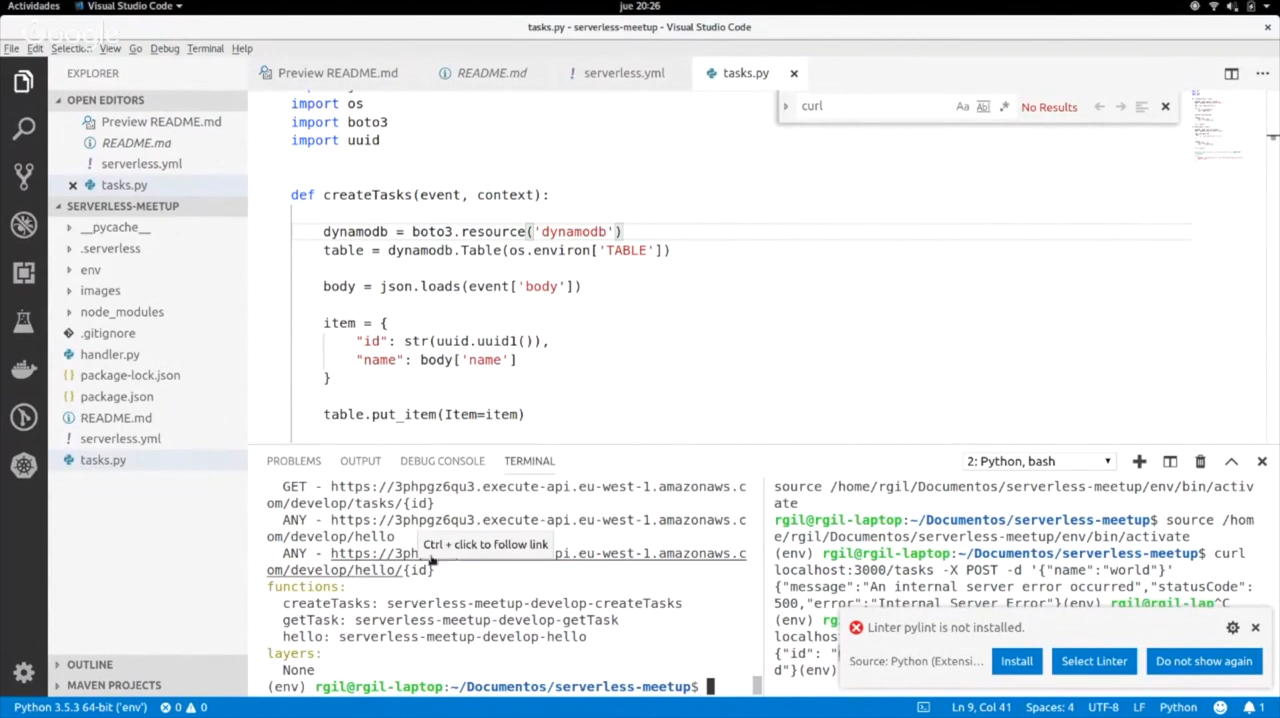 Actividades
Visual Studio Code
jue 20:26
Google
tasks.py - serverless-meetup - Visual Studio Code
File Edit Selection View Go Debug Terminal Help
EXPLORER
OPEN EDITORS
Preview README.md
README.md
serverless.yml
tasks.py
SERVERLESS-MEETUP
__pycache__
.serverless
env
images
node_modules
.gitignore
handler.py
package-lock.json
package.json
README.md
serverless.yml
tasks.py
OUTLINE
MAVEN PROJECTS
Preview README.md
README.md
serverless.yml
tasks.py
curl
Aa
Abl
No Results
import os
import boto3
import uuid
def createTasks(event, context):
dynamodb = boto3.resource('dynamodb')
table = dynamodb.Table(os.environ['TABLE'])
body = json.loads(event['body'])
item = {
"id": str(uuid.uuid1()),
"name": body['name']
}
table.put_item(Item=item)
PROBLEMS OUTPUT DEBUG CONSOLE TERMINAL
2: Python, bash
GET - https://3phpgz6qu3.execute-api.eu-west-1.amazonaws.c
om/develop/tasks/{id}
ANY - https://3phpgz6qu3.execute-api.eu-west-1.amazonaws.c
om/develop/hello
Ctrl + click to follow link
ANY - https://3ph pi.eu-west-1.amazonaws.c
om/develop/hello/{id}
functions:
createTasks: serverless-meetup-develop-createTasks
getTask: serverless-meetup-develop-getTask
hello: serverless-meetup-develop-hello
layers:
None
(env) rgil@rgil-laptop:~/Documentos/serverless-meetup$
source /home/rgil/Documentos/serverless-meetup/env/bin/activ
ate
rgil@rgil-laptop:~/Documentos/serverless-meetup$ source /hom
e/rgil/Documentos/serverless-meetup/env/bin/activate
(env) rgil@rgil-laptop:~/Documentos/serverless-meetup$ curl
localhost:3000/tasks -X POST -d '{"name":"world"}'
{"message":"An internal server error occurred","statusCode":
500,"error":"Internal Server Error"}(env) rgil@rgil-lap^C
(env)
localhos
{"id": "
d"}(env)
Linter pylint is not installed.
Source: Python (Extensi...
Install
Select Linter
Do not show again
Python 3.5.3 64-bit ('env')
0
0
Ln 9, Col 41
Spaces: 4
UTF-8
LF
Python
1